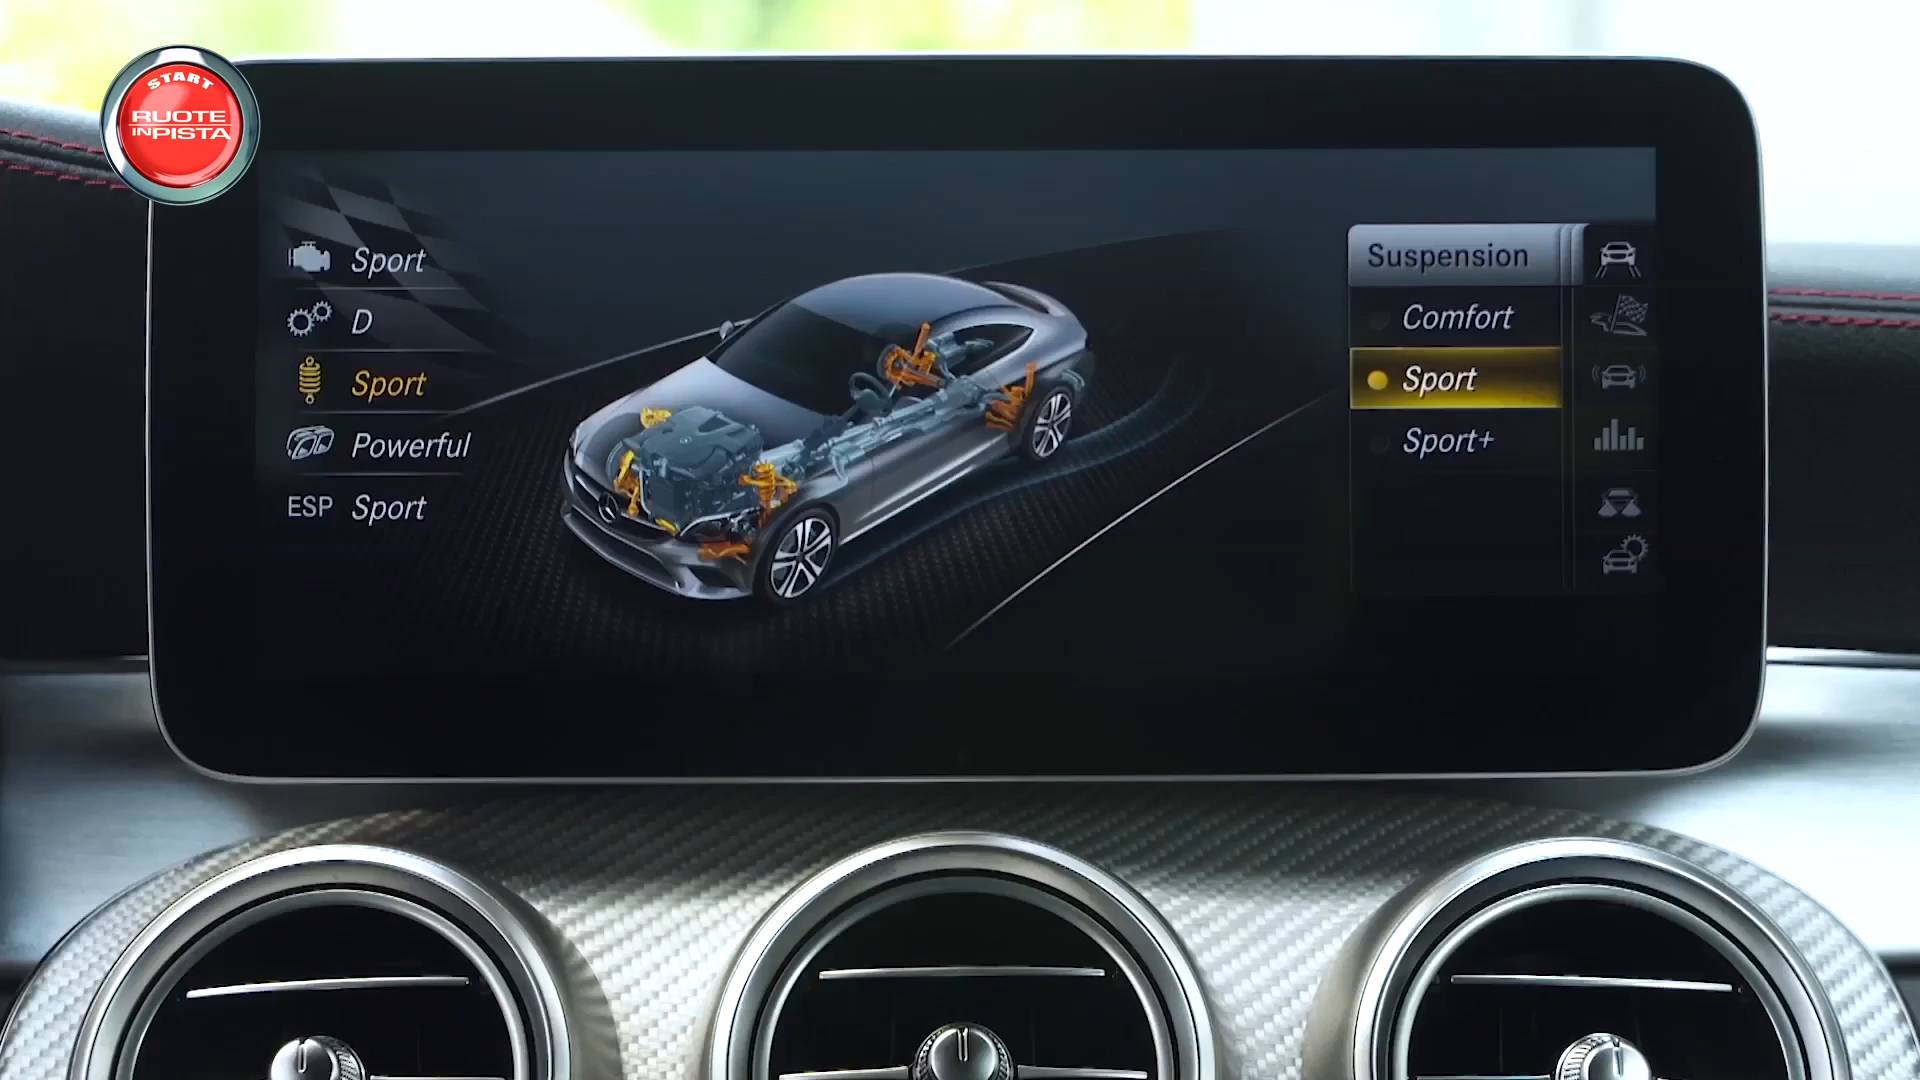 START
RUOTE
INPISTA
Sport
D
Sport
Powerful
ESP Sport
Suspension
Comfort
Sport
Sport+